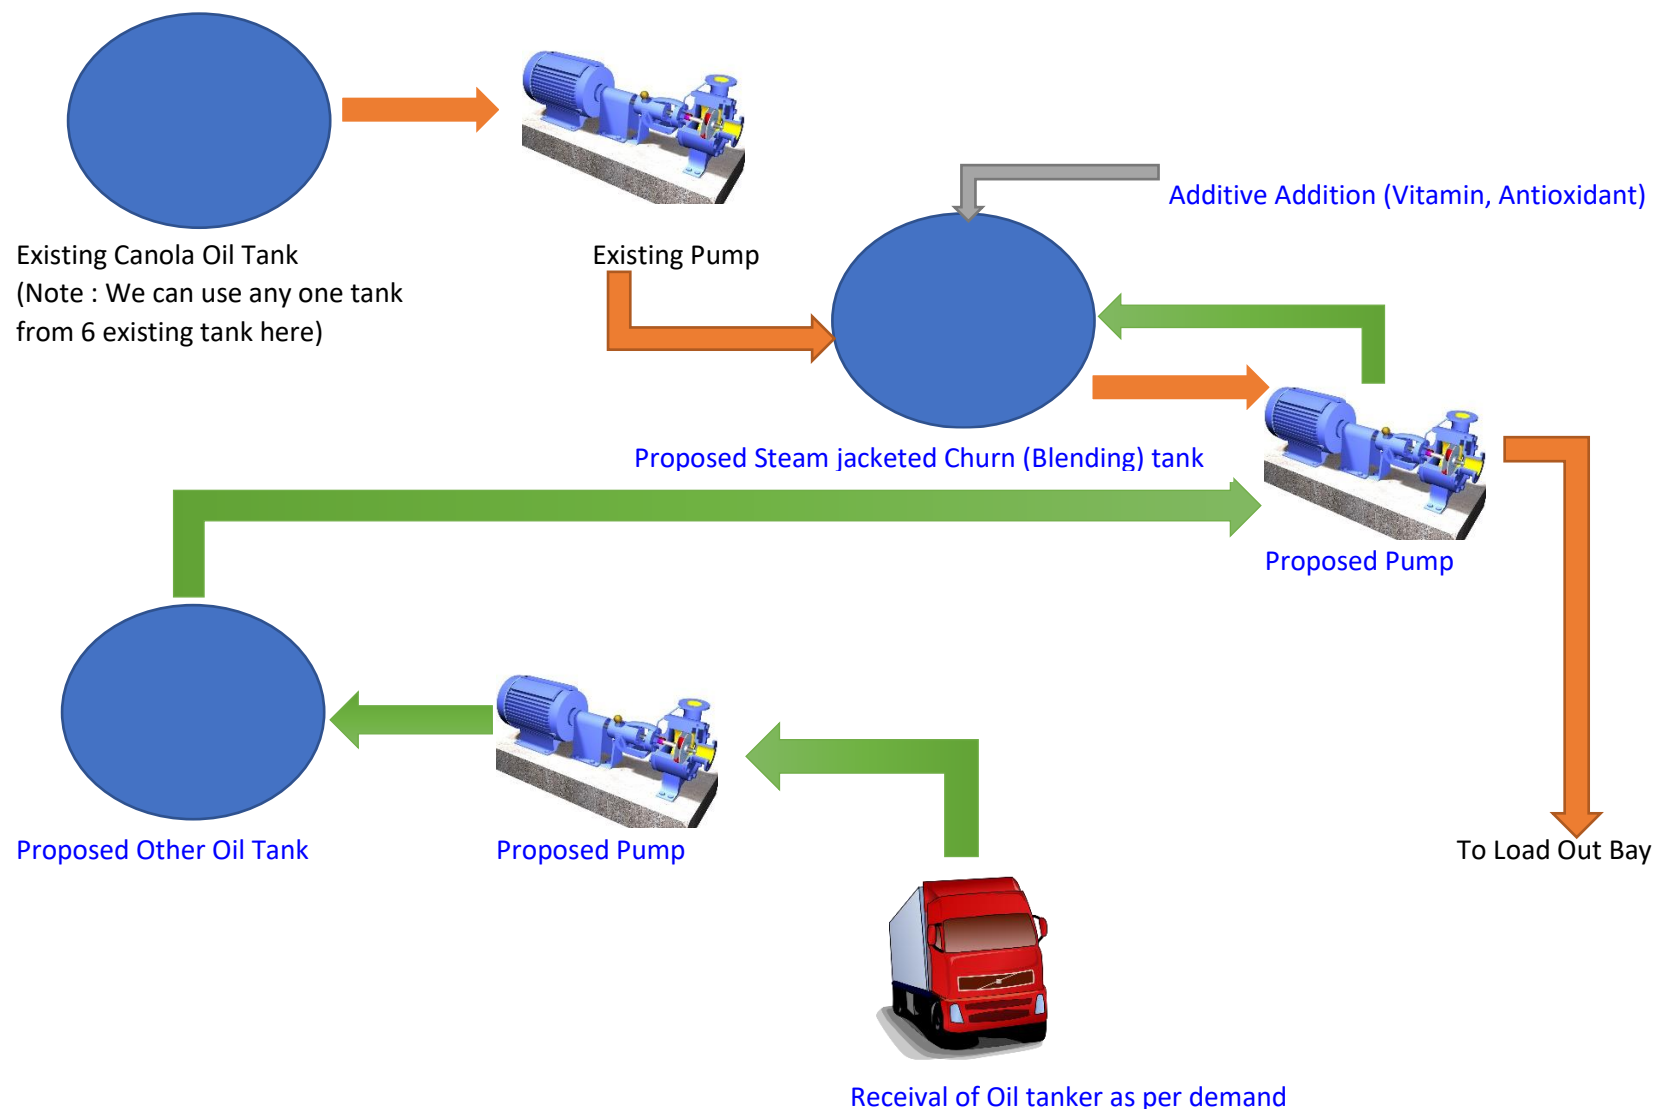 Additive Addition (Vitamin, Antioxidant)
Existing Canola Oil Tank
(Note : We can use any one tank
from 6 existing tank here)
Existing Pump
Proposed Steam jacketed Churn (Blending) tank
Proposed Pump
Proposed Other Oil Tank
Proposed Pump
To Load Out Bay
Receival of Oil tanker as per demand